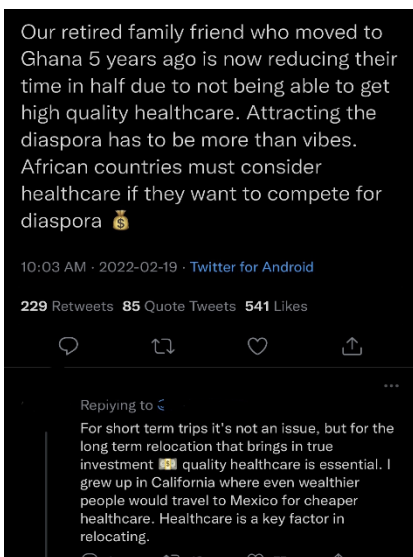 Our retired family friend who moved to
Ghana 5 years ago is now reducing their
time in half due to not being able to get
high quality healthcare. Attracting the
diaspora has to be more than vibes.
African countries must consider
healthcare if they want to compete for
diaspora 💰
10:03 AM · 2022-02-19 · Twitter for Android
229 Retweets 85 Quote Tweets 541 Likes
Repiying to
For short term trips it's not an issue, but for the
long term relocation that brings in true
investment 💵 quality healthcare is essential. I
grew up in California where even wealthier
people would travel to Mexico for cheaper
healthcare. Healthcare is a key factor in
relocating.